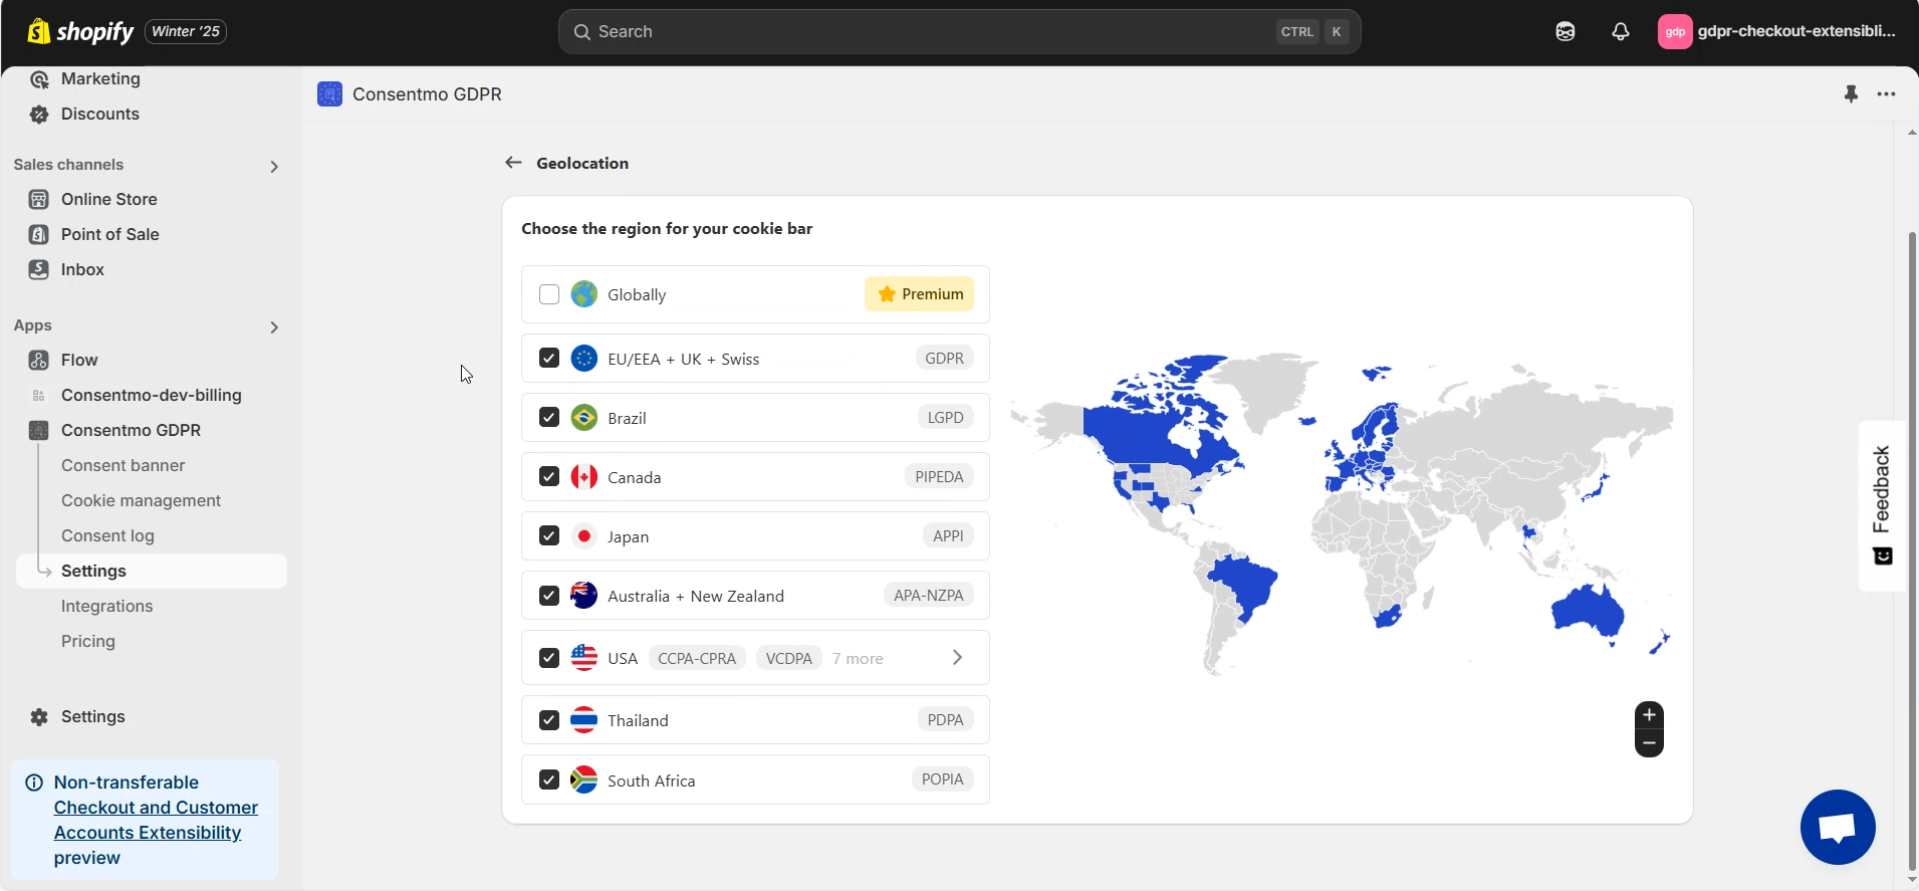 shopify
Winter '25
Search
CTRL K
gdp
gdpr-checkout-extensibli...
Marketing
Discounts
Sales channels
Online Store
Point of Sale
Inbox
Apps
Flow
Consentmo-dev-billing
Consentmo GDPR
Consent banner
Cookie management
Consent log
Settings
Integrations
Pricing
Settings
Non-transferable
Checkout and Customer
Accounts Extensibility
preview
Consentmo GDPR
Geolocation
Choose the region for your cookie bar
Globally Premium
EU/EEA + UK + Swiss GDPR
Brazil LGPD
Canada PIPEDA
Japan APPI
Australia + New Zealand APA-NZPA
USA CCPA-CPRA VCDPA 7 more
Thailand PDPA
South Africa POPIA
Feedback